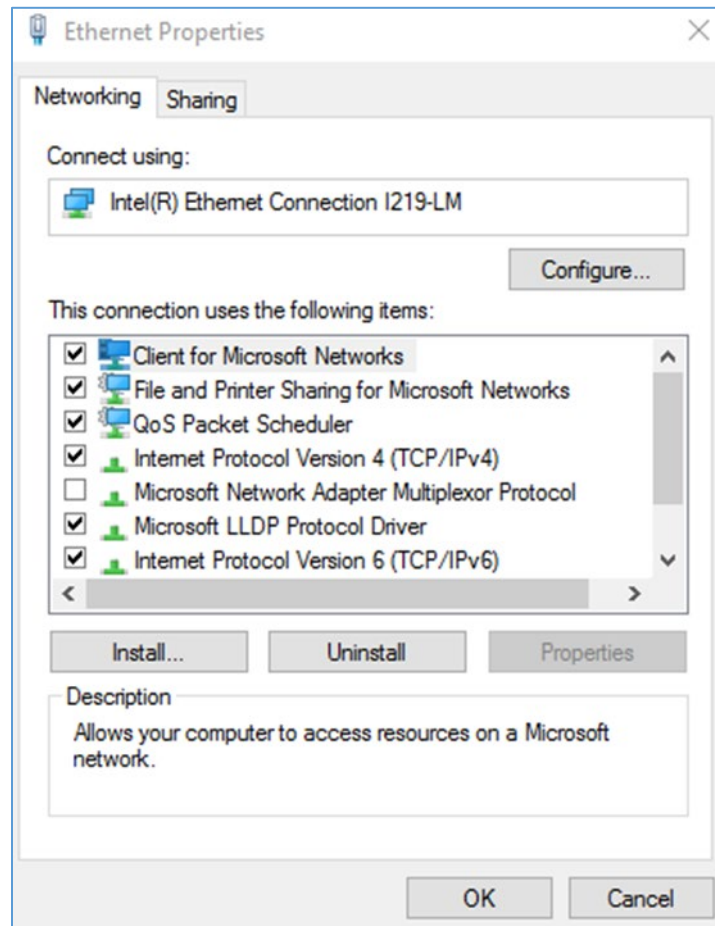 Ethernet Properties
Networking
Sharing
Connect using:
Intel(R) Ethernet Connection I219-LM
Configure...
This connection uses the following items:
Client for Microsoft Networks
File and Printer Sharing for Microsoft Networks
QoS Packet Scheduler
Internet Protocol Version 4 (TCP/IPv4)
Microsoft Network Adapter Multiplexor Protocol
Microsoft LLDP Protocol Driver
Internet Protocol Version 6 (TCP/IPv6)
Install...
Uninstall
Properties
Description
Allows your computer to access resources on a Microsoft
network.
OK
Cancel